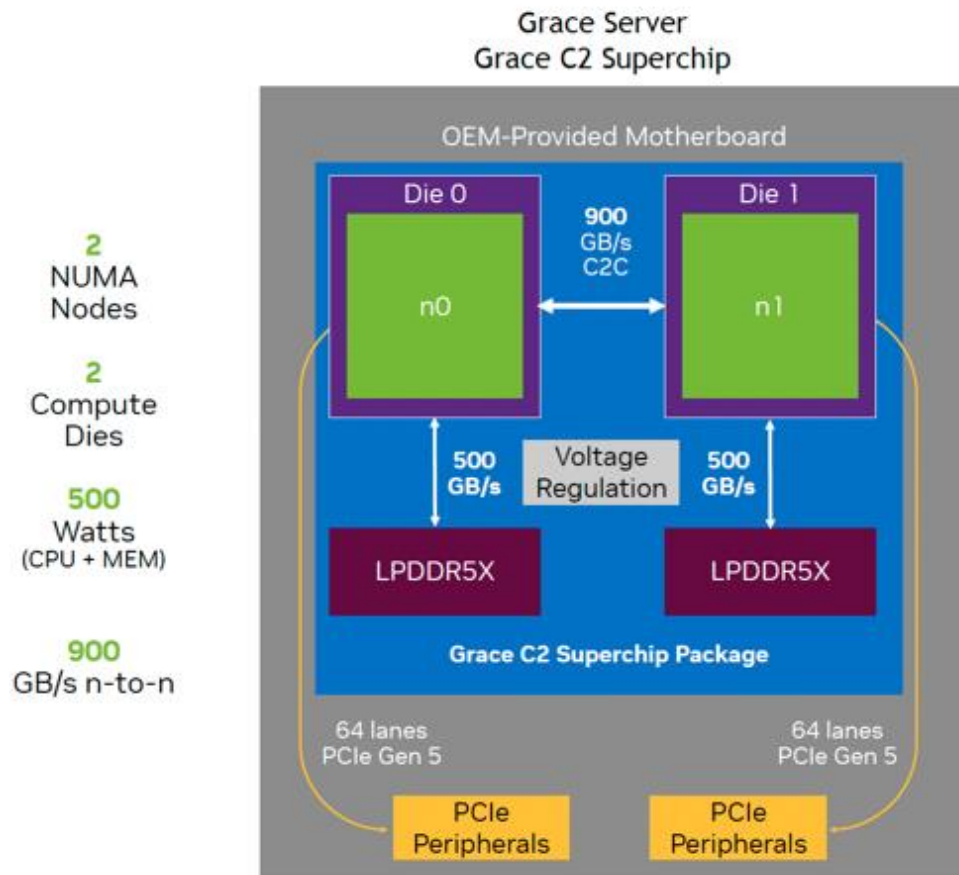 Grace Server
Grace C2 Superchip
OEM-Provided Motherboard
Die 0
Die 1
900
GB/s
C2C
n0
n1
2
NUMA
Nodes
2
Compute
Dies
500
GB/s
Voltage
Regulation
500
GB/s
500
Watts
(CPU + MEM)
LPDDR5X
LPDDR5X
Grace C2 Superchip Package
900
GB/s n-to-n
64 lanes
PCIe Gen 5
64 lanes
PCIe Gen 5
PCIe
Peripherals
PCIe
Peripherals